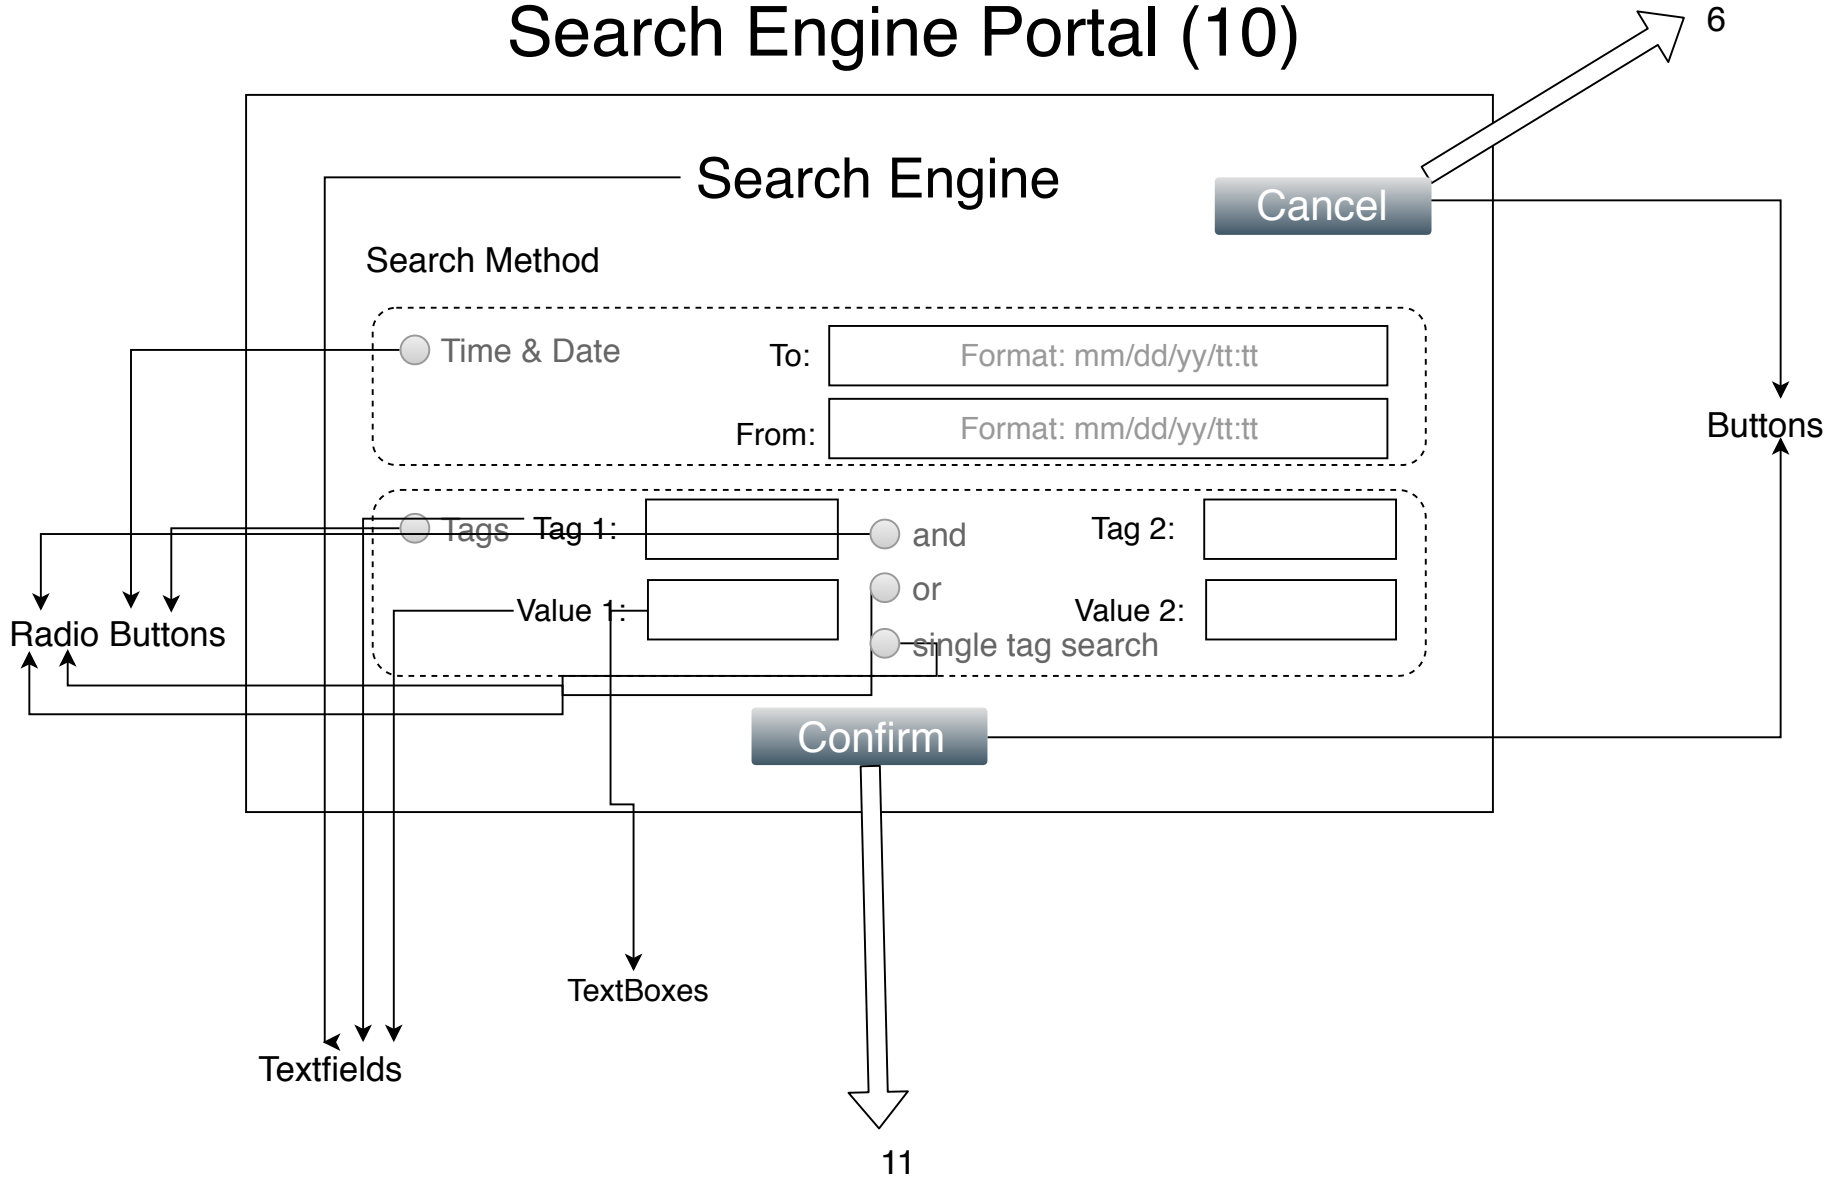 Search Engine Portal (10)
6
Search Engine
Cancel
Search Method
Time & Date
To:
Format: mm/dd/yy/tt:tt
From:
Format: mm/dd/yy/tt:tt
Buttons
Tags
Tag 1:
and
Tag 2:
or
Value 1:
Value 2:
Radio Buttons
single tag search
Confirm
TextBoxes
Textfields
11